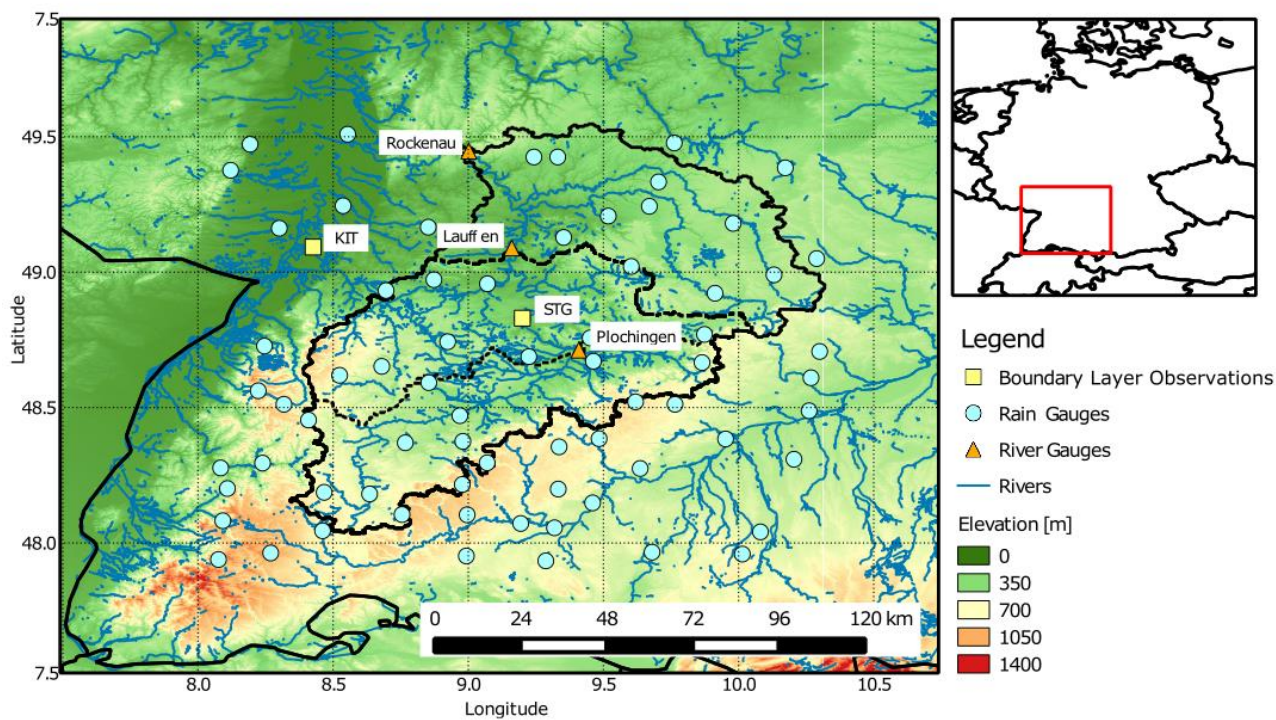 7.5
49.5
49.0
48.5
48.0
7.5
Latitude
8.0 8.5 9.0 9.5 10.0 10.5
Longitude
Rockenau
KIT
Lauff en
STG
Plochingen
0 24 48 72 96 120 km
Legend
Boundary Layer Observations
Rain Gauges
River Gauges
Rivers
Elevation [m]
0
350
700
1050
1400